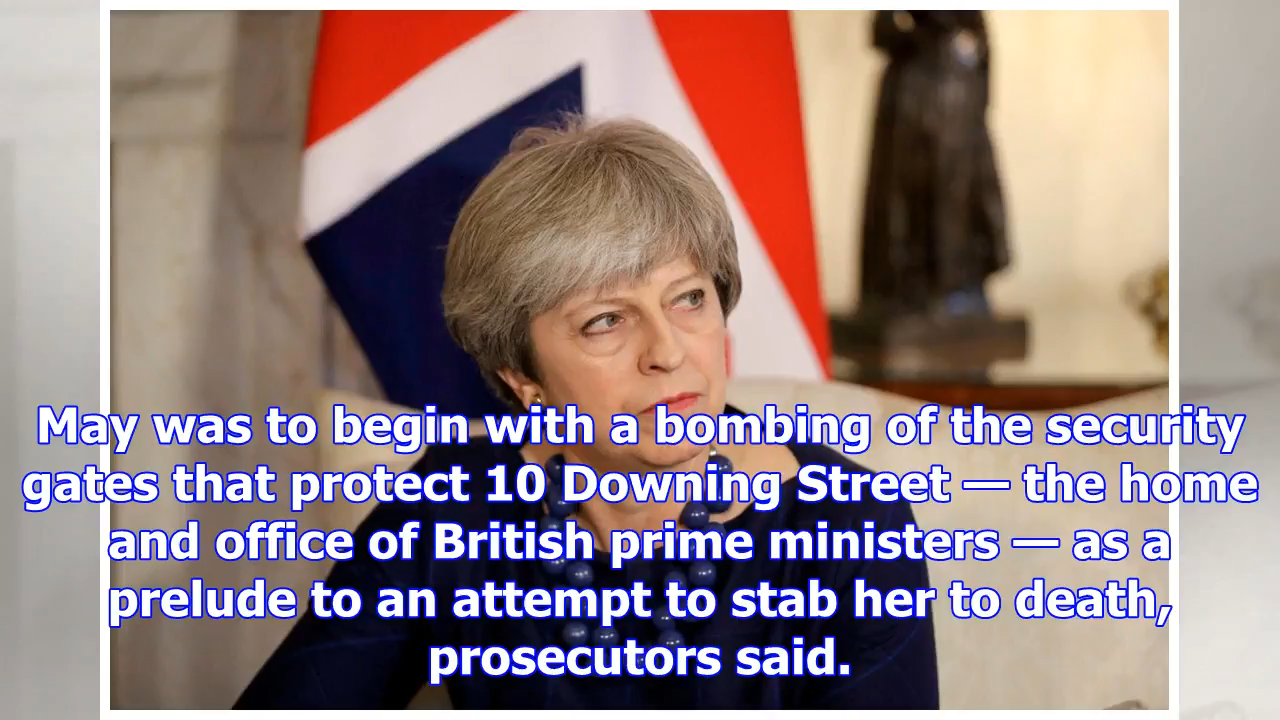 May was to begin with a bombing of the security
gates that protect 10 Downing Street — the home
and office of British prime ministers — as a
prelude to an attempt to stab her to death,
prosecutors said.